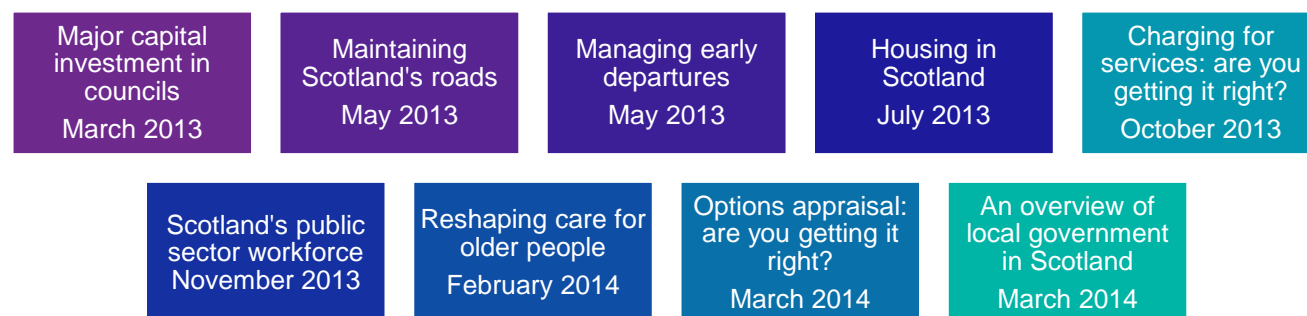 Major capital
investment in
councils
March 2013
Maintaining
Scotland's roads
May 2013
Managing early
departures
May 2013
Housing in
Scotland
July 2013
Charging for
services: are you
getting it right?
October 2013
Scotland's public
sector workforce
November 2013
Reshaping care for
older people
February 2014
Options appraisal:
are you getting it
right?
March 2014
An overview of
local government
in Scotland
March 2014